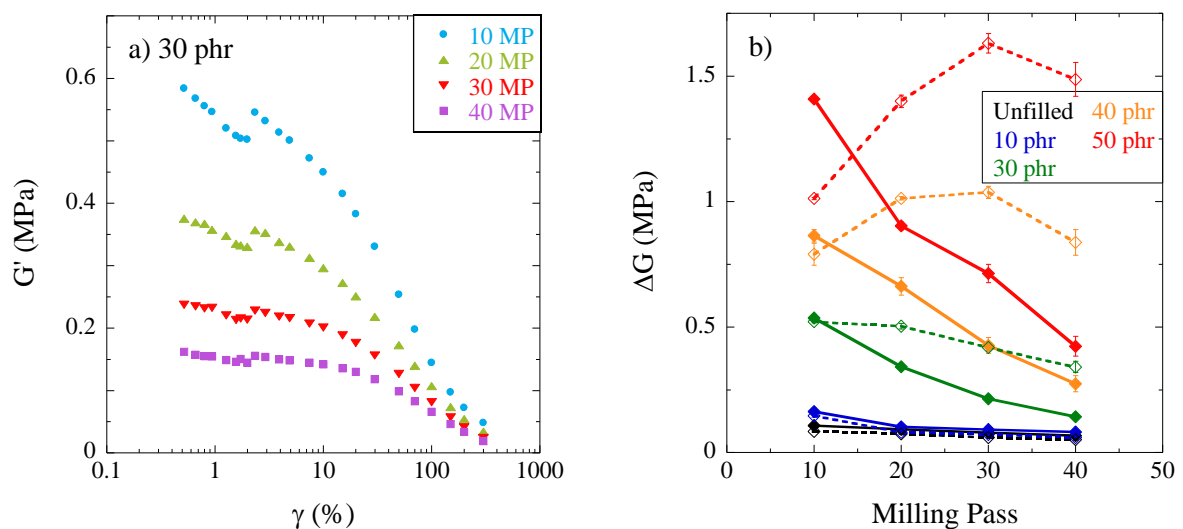 a) 30 phr
10 MP
20 MP
30 MP
40 MP
G' (MPa)
0.6
0.4
0.2
0
0.1
1
10
100
1000
γ (%)
b)
Unfilled
10 phr
30 phr
40 phr
50 phr
ΔG (MPa)
1.5
1
0.5
0
0
10
20
30
40
50
Milling Pass